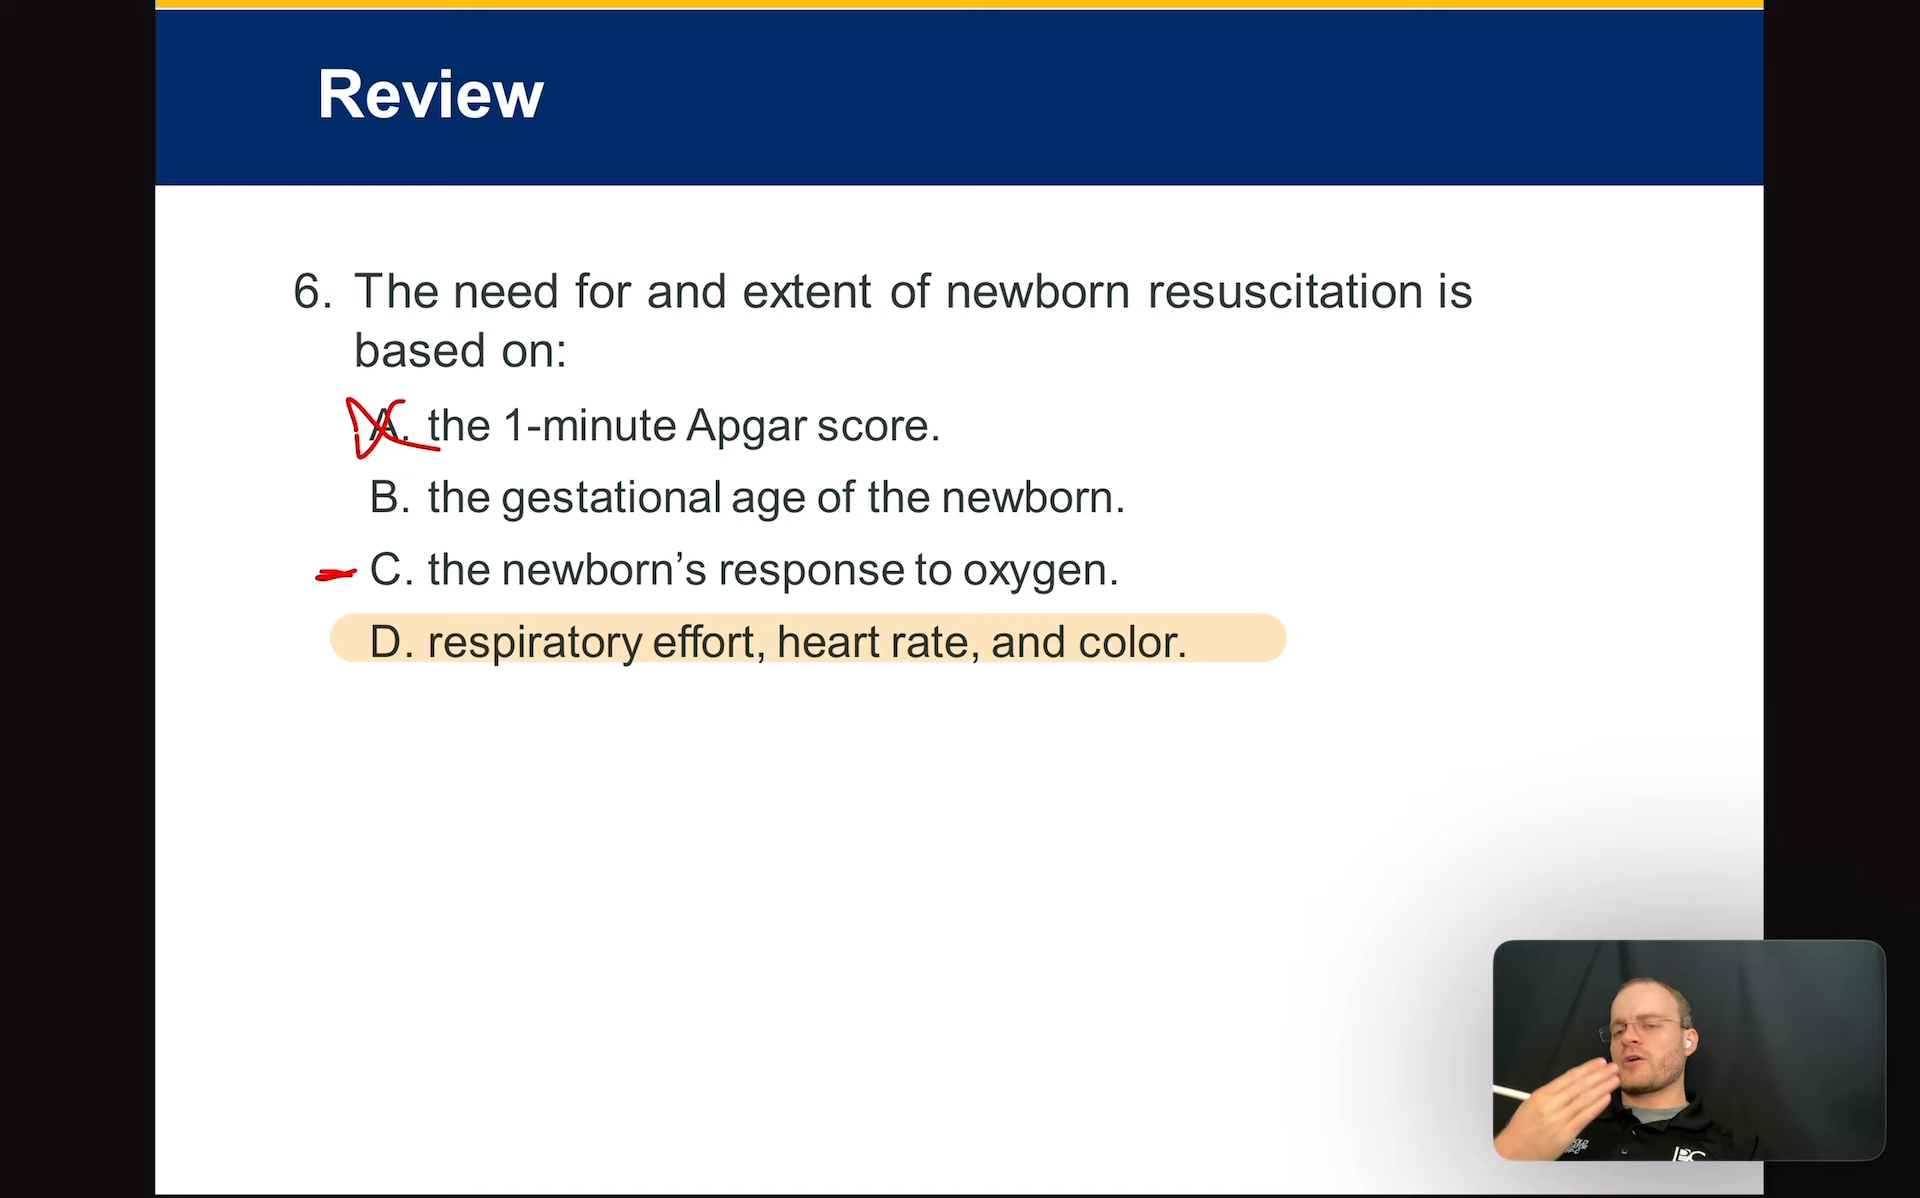 Review
6. The need for and extent of newborn resuscitation is
based on:
A. the 1-minute Apgar score.
B. the gestational age of the newborn.
C. the newborn’s response to oxygen.
D. respiratory effort, heart rate, and color.